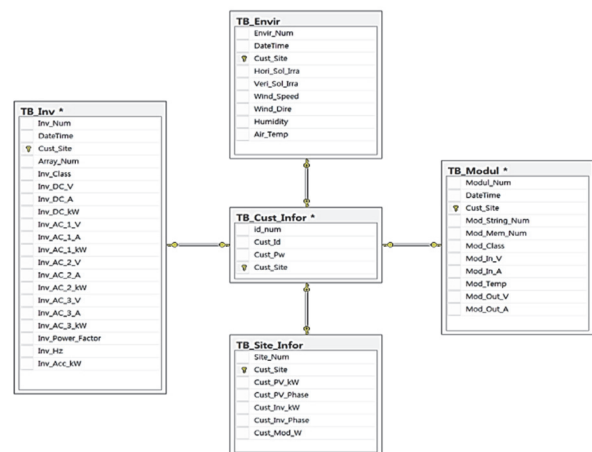 TB_Envir
Envir_Num
DateTime
Cust_Site
Hori_Sol_Irra
Veri_Sol_Irra
Wind_Speed
Wind_Dire
Humidity
Air_Temp
TB_Inv *
Inv_Num
DateTime
Cust_Site
Array_Num
Inv_Class
Inv_DC_V
Inv_DC_A
Inv_DC_kW
Inv_AC_1_V
Inv_AC_1_A
Inv_AC_1_kW
Inv_AC_2_V
Inv_AC_2_A
Inv_AC_2_kW
Inv_AC_3_V
Inv_AC_3_A
Inv_AC_3_kW
Inv_Power_Factor
Inv_Hz
Inv_Acc_kW
TB_Cust_Infor *
id_num
Cust_Id
Cust_Pw
Cust_Site
TB_Modul *
Modul_Num
DateTime
Cust_Site
Mod_String_Num
Mod_Mem_Num
Mod_Class
Mod_In_V
Mod_In_A
Mod_Temp
Mod_Out_V
Mod_Out_A
TB_Site_Infor
Site_Num
Cust_Site
Cust_PV_kW
Cust_PV_Phase
Cust_Inv_kW
Cust_Inv_Phase
Cust_Mod_W